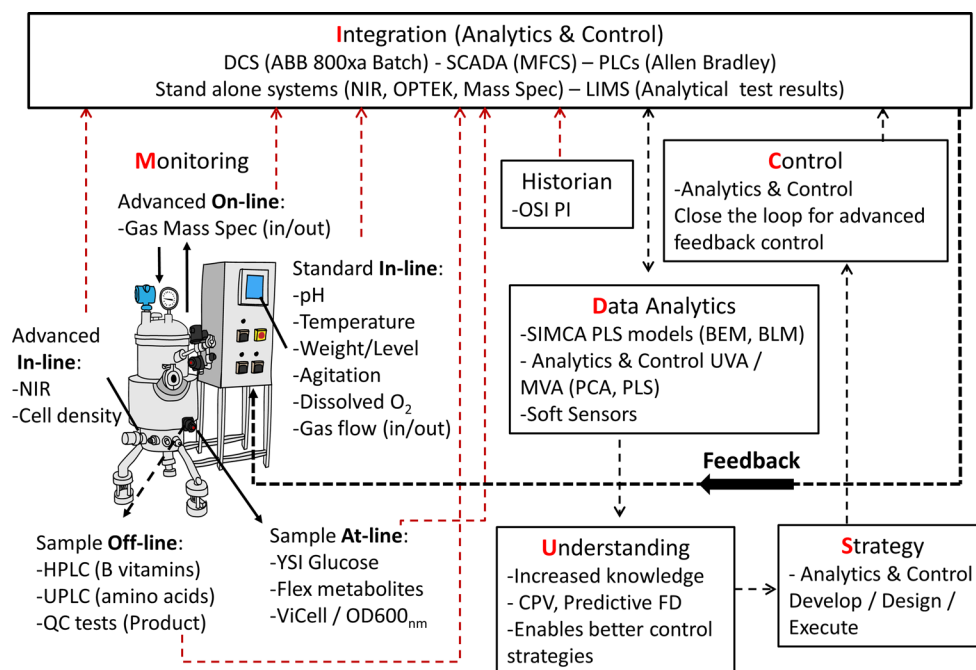 Integration (Analytics & Control)
DCS (ABB 800xa Batch) - SCADA (MFCS) – PLCs (Allen Bradley)
Stand alone systems (NIR, OPTEK, Mass Spec) – LIMS (Analytical test results)
Monitoring
Advanced On-line:
-Gas Mass Spec (in/out)
Standard In-line:
-pH
-Temperature
-Weight/Level
-Agitation
-Dissolved O2
-Gas flow (in/out)
Advanced
In-line:
-NIR
-Cell density
Sample Off-line:
-HPLC (B vitamins)
-UPLC (amino acids)
-QC tests (Product)
Sample At-line:
-YSI Glucose
-Flex metabolites
-ViCell / OD600nm
Historian
-OSI PI
Control
-Analytics & Control
Close the loop for advanced
feedback control
Data Analytics
-SIMCA PLS models (BEM, BLM)
- Analytics & Control UVA /
MVA (PCA, PLS)
-Soft Sensors
Feedback
Understanding
-Increased knowledge
- CPV, Predictive FD
-Enables better control
strategies
Strategy
- Analytics & Control
Develop / Design /
Execute